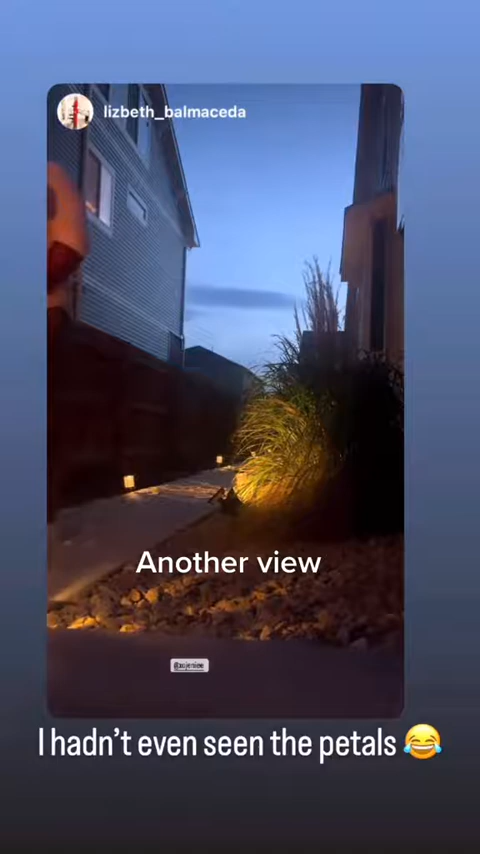 lizbeth_balmaceda
Another view
I hadn't even seen the petals 😂